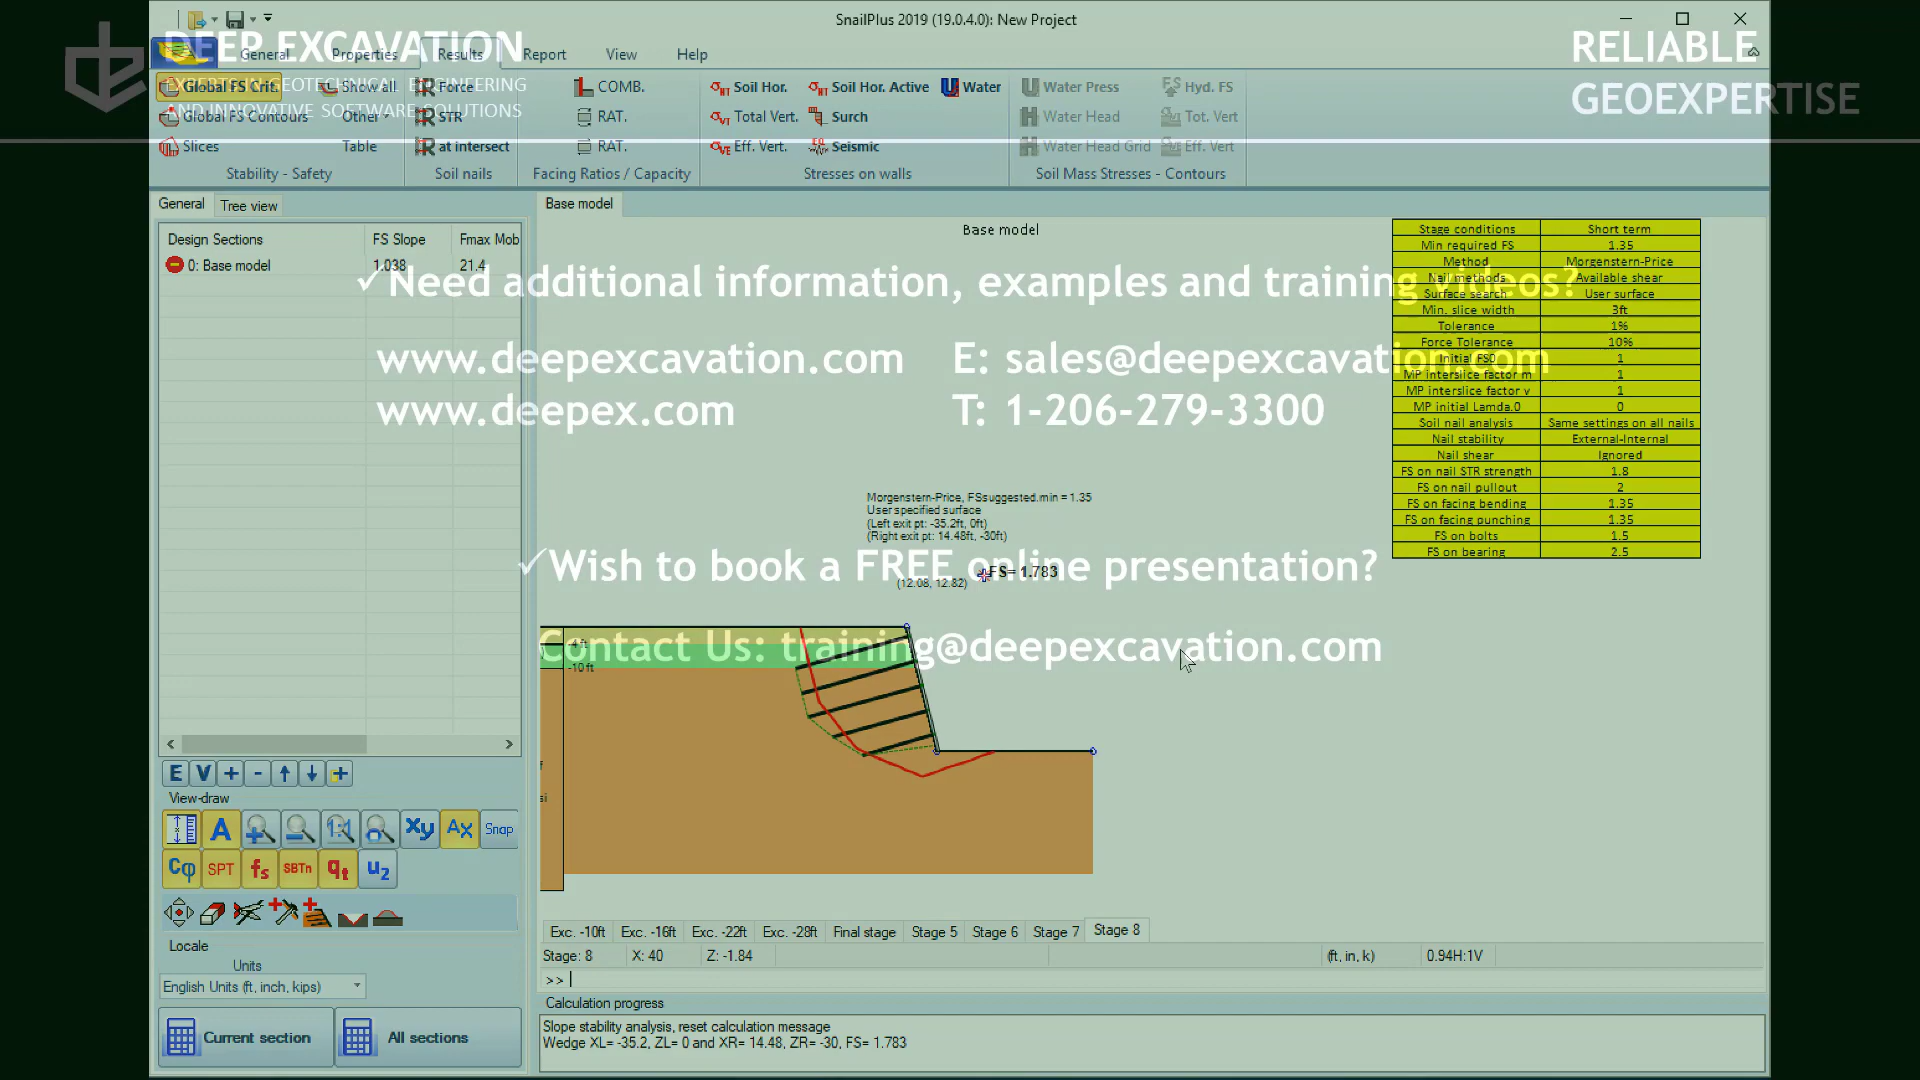 SnailPlus 2019 (19.0.4.0): New Project
DEEP EXCAVATION
EXPERTS IN GEOTECHNICAL ENGINEERING
AND INNOVATIVE SOFTWARE SOLUTIONS
RELIABLE
GEOEXPERTISE
General Properties Results Report View Help
Global FS Crit. Show all Force COMB. Soil Hor. Soil Hor. Active Water Water Press Hyd. FS
Global FS Contours Other STR RAT. Total Vert. Surch Water Head Tot. Vert
Slices Table at intersect RAT. Eff. Vert. Seismic Water Head Grid Eff. Vert
Stability - Safety Soil nails Facing Ratios / Capacity Stresses on walls Soil Mass Stresses - Contours
General Tree view
Design Sections FS Slope Fmax Mob
0: Base model 1.038 21.4
Base model
Base model
✓Need additional information, examples and training videos?
www.deepexcavation.com E: sales@deepexcavation.com
www.deepex.com T: 1-206-279-3300
✓Wish to book a FREE online presentation?
Contact Us: training@deepexcavation.com
Stage conditions Short term
Min required FS 1.35
Method Morgenstern-Price
Nail methods Available shear
Surface search User surface
Min. slice width 3ft
Tolerance 1%
Force Tolerance 10%
Initial FS0 1
MP interslice factor m 1
MP interslice factor v 1
MP initial Lamda.0 0
Soil nail analysis Same settings on all nails
Nail stability External-Internal
Nail shear Ignored
FS on nail STR strength 1.8
FS on nail pullout 2
FS on facing bending 1.35
FS on facing punching 1.35
FS on bolts 1.5
FS on bearing 2.5
Morgenstern-Price, FSsuggested.min = 1.35
User specified surface
(Left exit pt: -35.2ft, 0ft)
(Right exit pt: 14.48ft, -30ft)
FS= 1.783
(12.08, 12.82)
-4 ft
-10 ft
E V + - ↑ ↓ +
View-draw
A 1:1 Xy Ax Snap
Cφ SPT fs SBTn qt u2
Locale
Units
English Units (ft, inch, kips)
Current section All sections
Exc. -10ft Exc. -16ft Exc. -22ft Exc. -28ft Final stage Stage 5 Stage 6 Stage 7 Stage 8
Stage: 8 X: 40 Z: -1.84 (ft, in, k) 0.94H:1V
>>
Calculation progress
Slope stability analysis, reset calculation message
Wedge XL= -35.2, ZL= 0 and XR= 14.48, ZR= -30, FS= 1.783